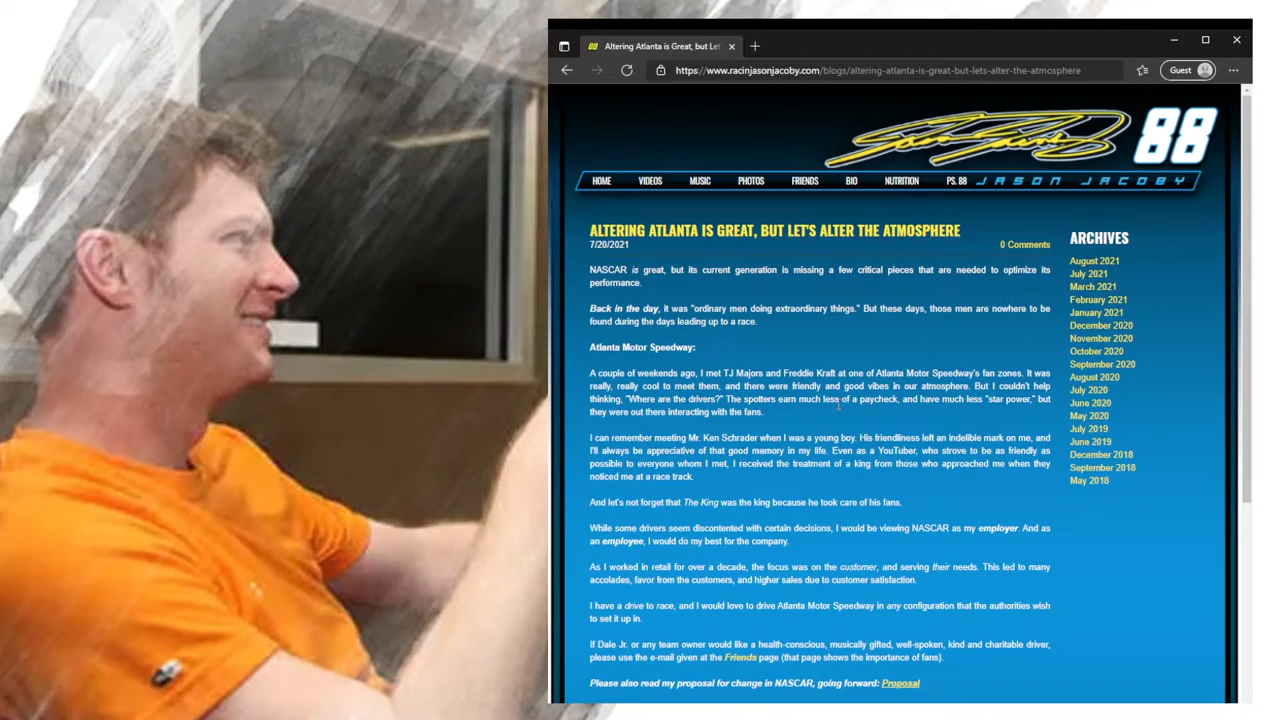 88 Altering Atlanta is Great, but Let
https://www.racinjasonjacoby.com/blogs/altering-atlanta-is-great-but-lets-alter-the-atmosphere
Guest
88
HOME VIDEOS MUSIC PHOTOS FRIENDS BIO NUTRITION PS. 88 JASON JACOBY
ALTERING ATLANTA IS GREAT, BUT LET'S ALTER THE ATMOSPHERE
7/20/2021
0 Comments
NASCAR is great, but its current generation is missing a few critical pieces that are needed to optimize its
performance.
Back in the day, it was "ordinary men doing extraordinary things." But these days, those men are nowhere to be
found during the days leading up to a race.
Atlanta Motor Speedway:
A couple of weekends ago, I met TJ Majors and Freddie Kraft at one of Atlanta Motor Speedway's fan zones. It was
really, really cool to meet them, and there were friendly and good vibes in our atmosphere. But I couldn't help
thinking, "Where are the drivers?" The spotters earn much less of a paycheck, and have much less "star power," but
they were out there interacting with the fans.
I can remember meeting Mr. Ken Schrader when I was a young boy. His friendliness left an indelible mark on me, and
I'll always be appreciative of that good memory in my life. Even as a YouTuber, who strove to be as friendly as
possible to everyone whom I met, I received the treatment of a king from those who approached me when they
noticed me at a race track.
And let's not forget that The King was the king because he took care of his fans.
While some drivers seem discontented with certain decisions, I would be viewing NASCAR as my employer. And as
an employee, I would do my best for the company.
As I worked in retail for over a decade, the focus was on the customer, and serving their needs. This led to many
accolades, favor from the customers, and higher sales due to customer satisfaction.
I have a drive to race, and I would love to drive Atlanta Motor Speedway in any configuration that the authorities wish
to set it up in.
If Dale Jr. or any team owner would like a health-conscious, musically gifted, well-spoken, kind and charitable driver,
please use the e-mail given at the Friends page (that page shows the importance of fans).
Please also read my proposal for change in NASCAR, going forward: Proposal
ARCHIVES
August 2021
July 2021
March 2021
February 2021
January 2021
December 2020
November 2020
October 2020
September 2020
August 2020
July 2020
June 2020
May 2020
July 2019
June 2019
December 2018
September 2018
May 2018